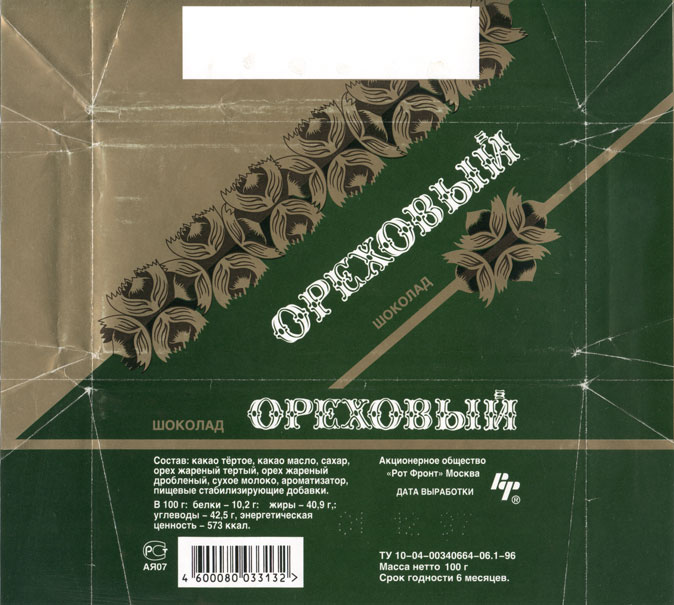 ОРЕХОВЫЙ
ШОКОЛАД
ШОКОЛАД ОРЕХОВЫЙ
Состав: какао тёртое, какао масло, сахар,
орех жареный тертый, орех жареный
дробленый, сухое молоко, ароматизатор,
пищевые стабилизирующие добавки.
В 100 г: белки – 10,2 г: жиры – 40,9 г,:
углеводы – 42,5 г, энергетическая
ценность – 573 ккал.
Акционерное общество
«Рот Фронт» Москва
ДАТА ВЫРАБОТКИ
®
РСТ
АЯ07
4 600080 033132 >
ТУ 10–04–00340664–06.1–96
Масса нетто 100 г
Срок годности 6 месяцев.